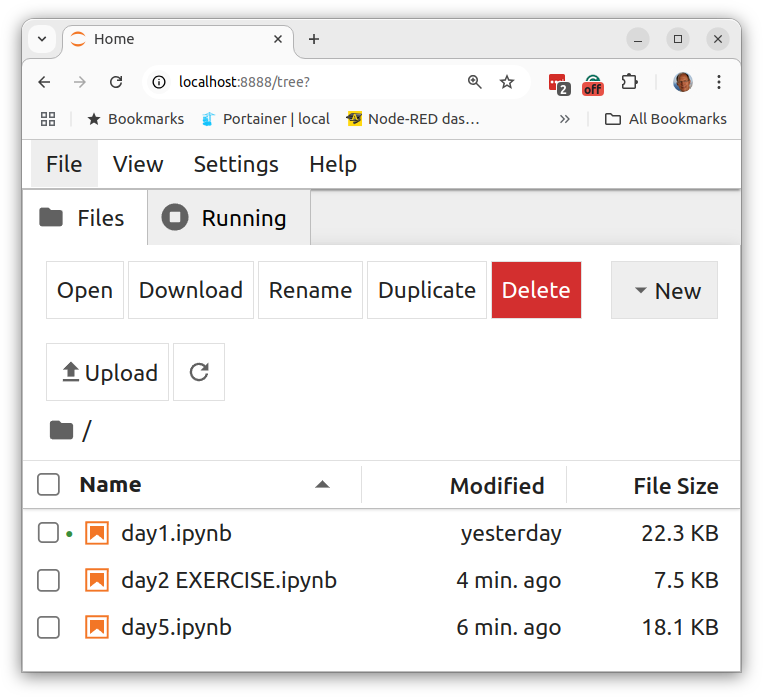 Home
localhost:8888/tree?
2
off
Bookmarks Portainer | local Node-RED das… All Bookmarks
File View Settings Help
Files Running
Open Download Rename Duplicate Delete New
Upload
/
Name Modified File Size
day1.ipynb yesterday 22.3 KB
day2 EXERCISE.ipynb 4 min. ago 7.5 KB
day5.ipynb 6 min. ago 18.1 KB